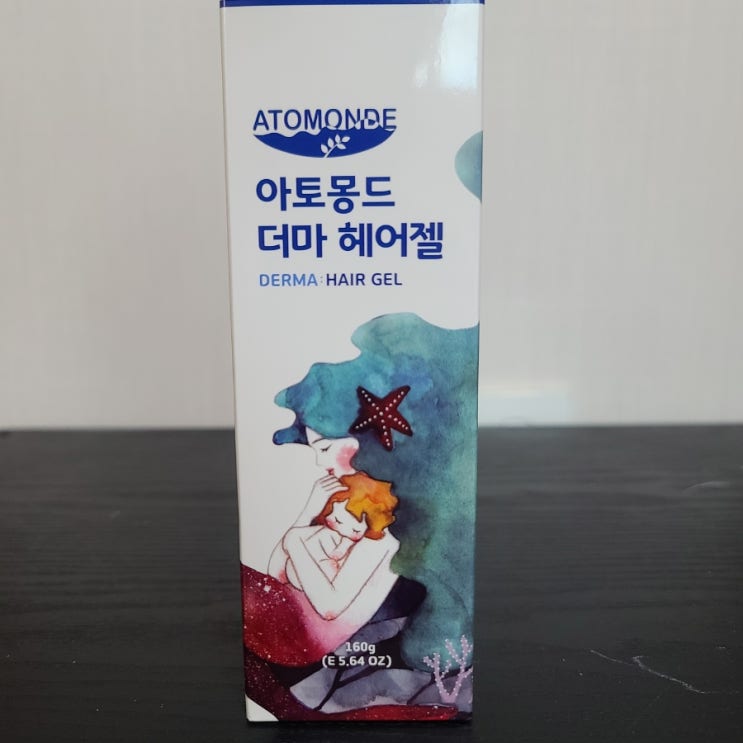 ATOMONDE
아토몽드
더마 헤어젤
DERMA:HAIR GEL
160g
(E 5.64 OZ)